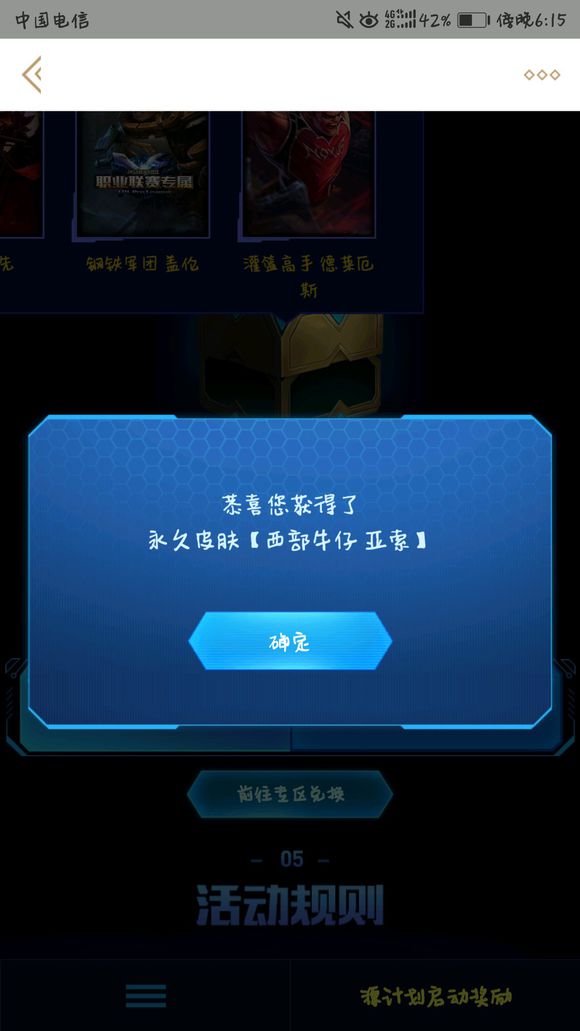 中国电信
4G 2G 42% 傍晚6:15
职业联赛专属
先
钢铁军团 盖伦
灌篮高手 德莱厄
斯
恭喜您获得了
永久皮肤【西部牛仔 亚索】
确定
前往专区兑换
- 05 -
活动规则
源计划启动奖励